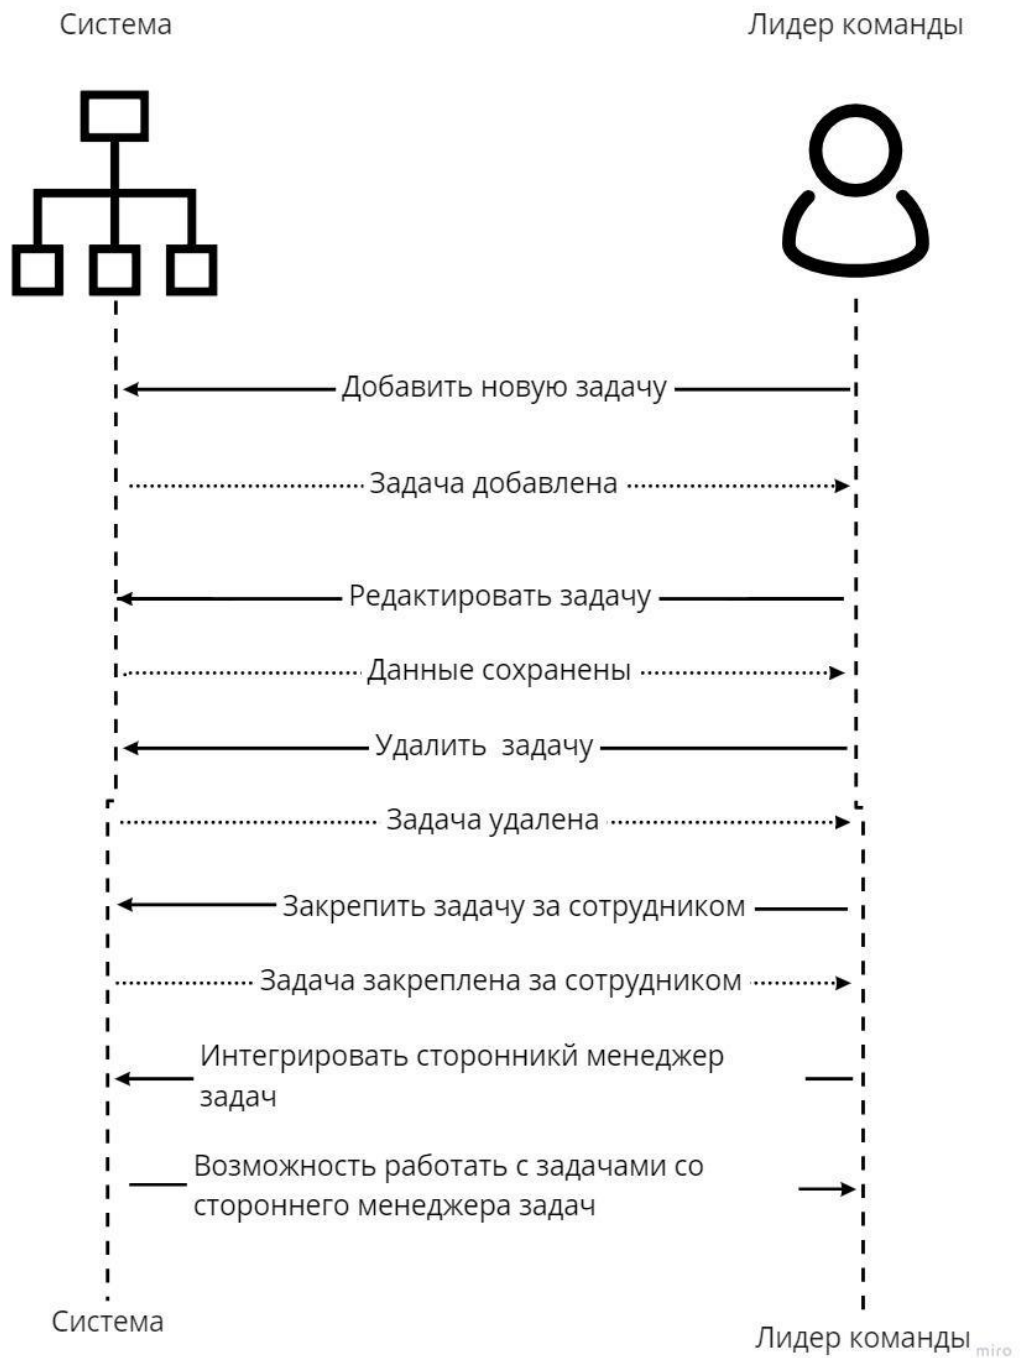 Система
Лидер команды
Добавить новую задачу
Задача добавлена
Редактировать задачу
Данные сохранены
Удалить задачу
Задача удалена
Закрепить задачу за сотрудником
Задача закреплена за сотрудником
Интегрировать сторонникй менеджер
задач
Возможность работать с задачами со
стороннего менеджера задач
Система
Лидер команды
miro